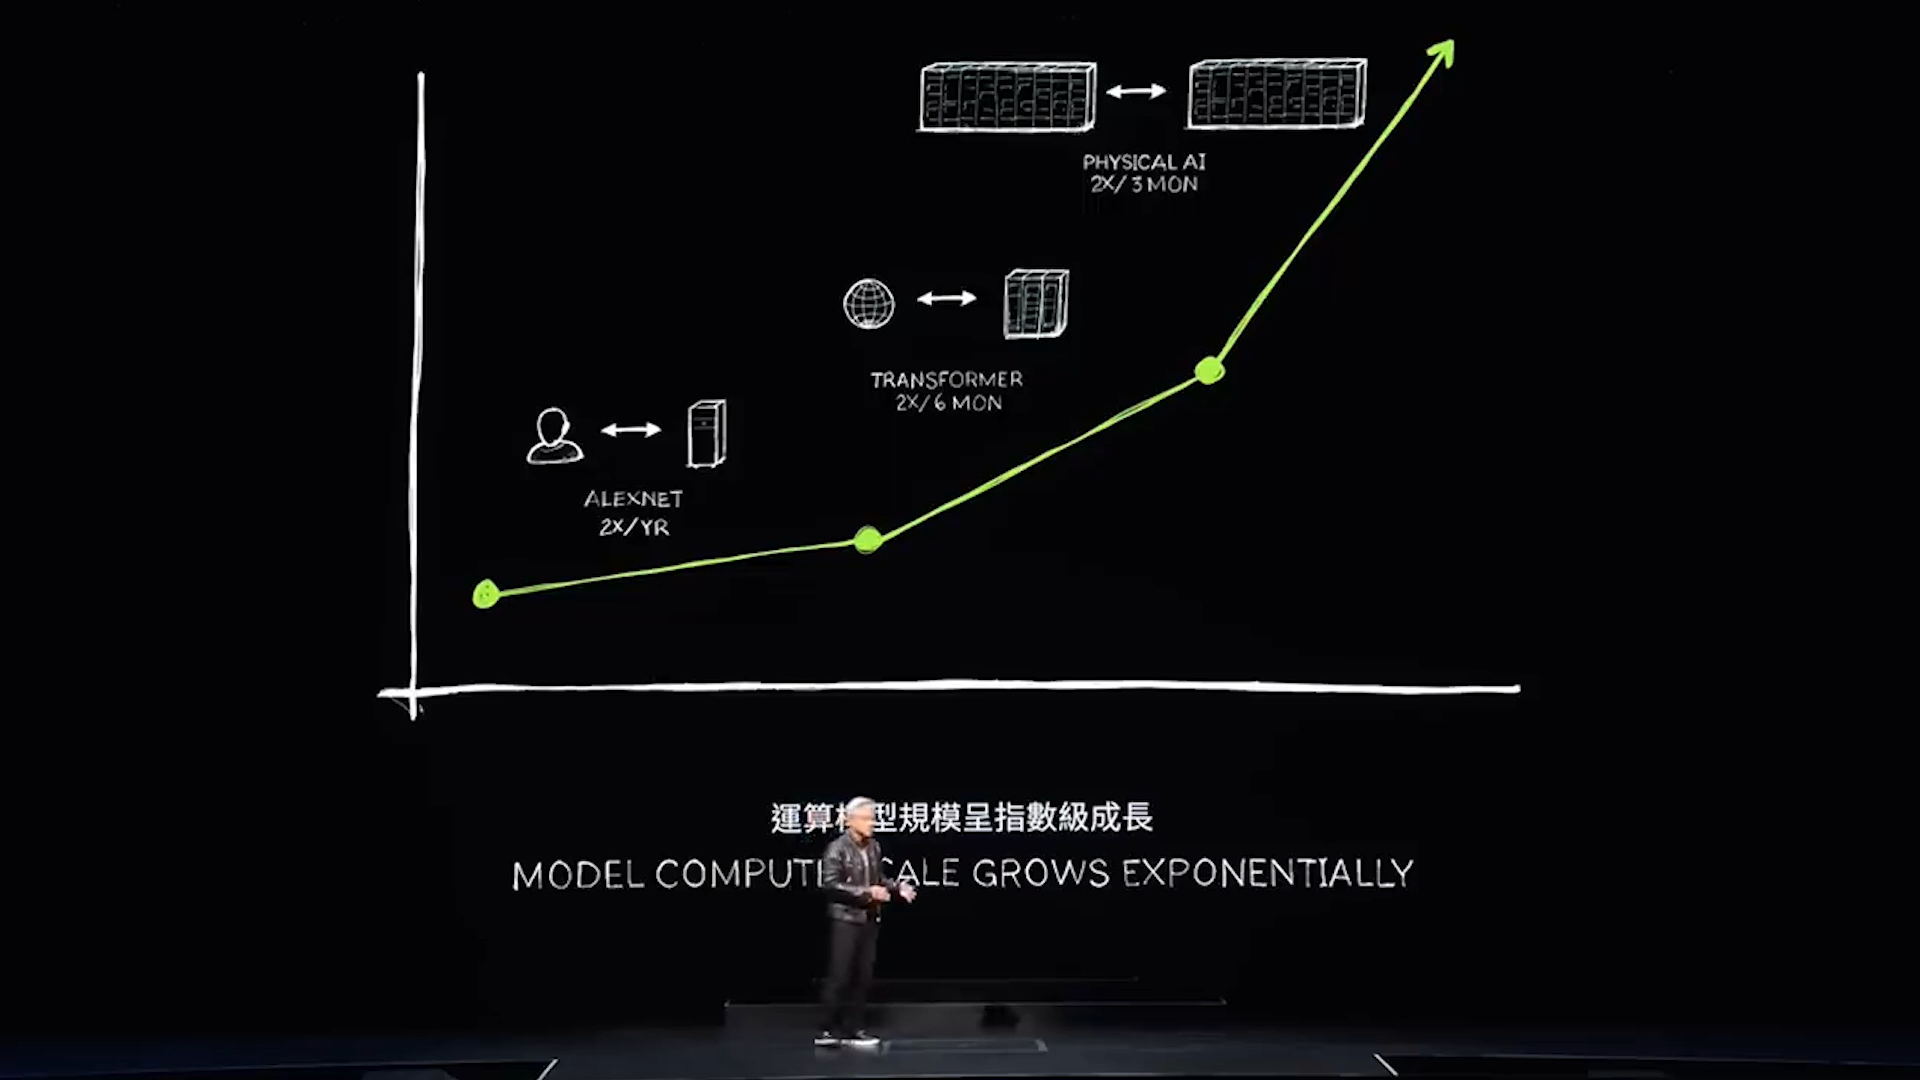 PHYSICAL AI
2X/3 MON
TRANSFORMER
2X/6 MON
ALEXNET
2X/YR
運算型規模呈指數級成長
MODEL COMPUT ALE GROWS EXPONENTIALLY